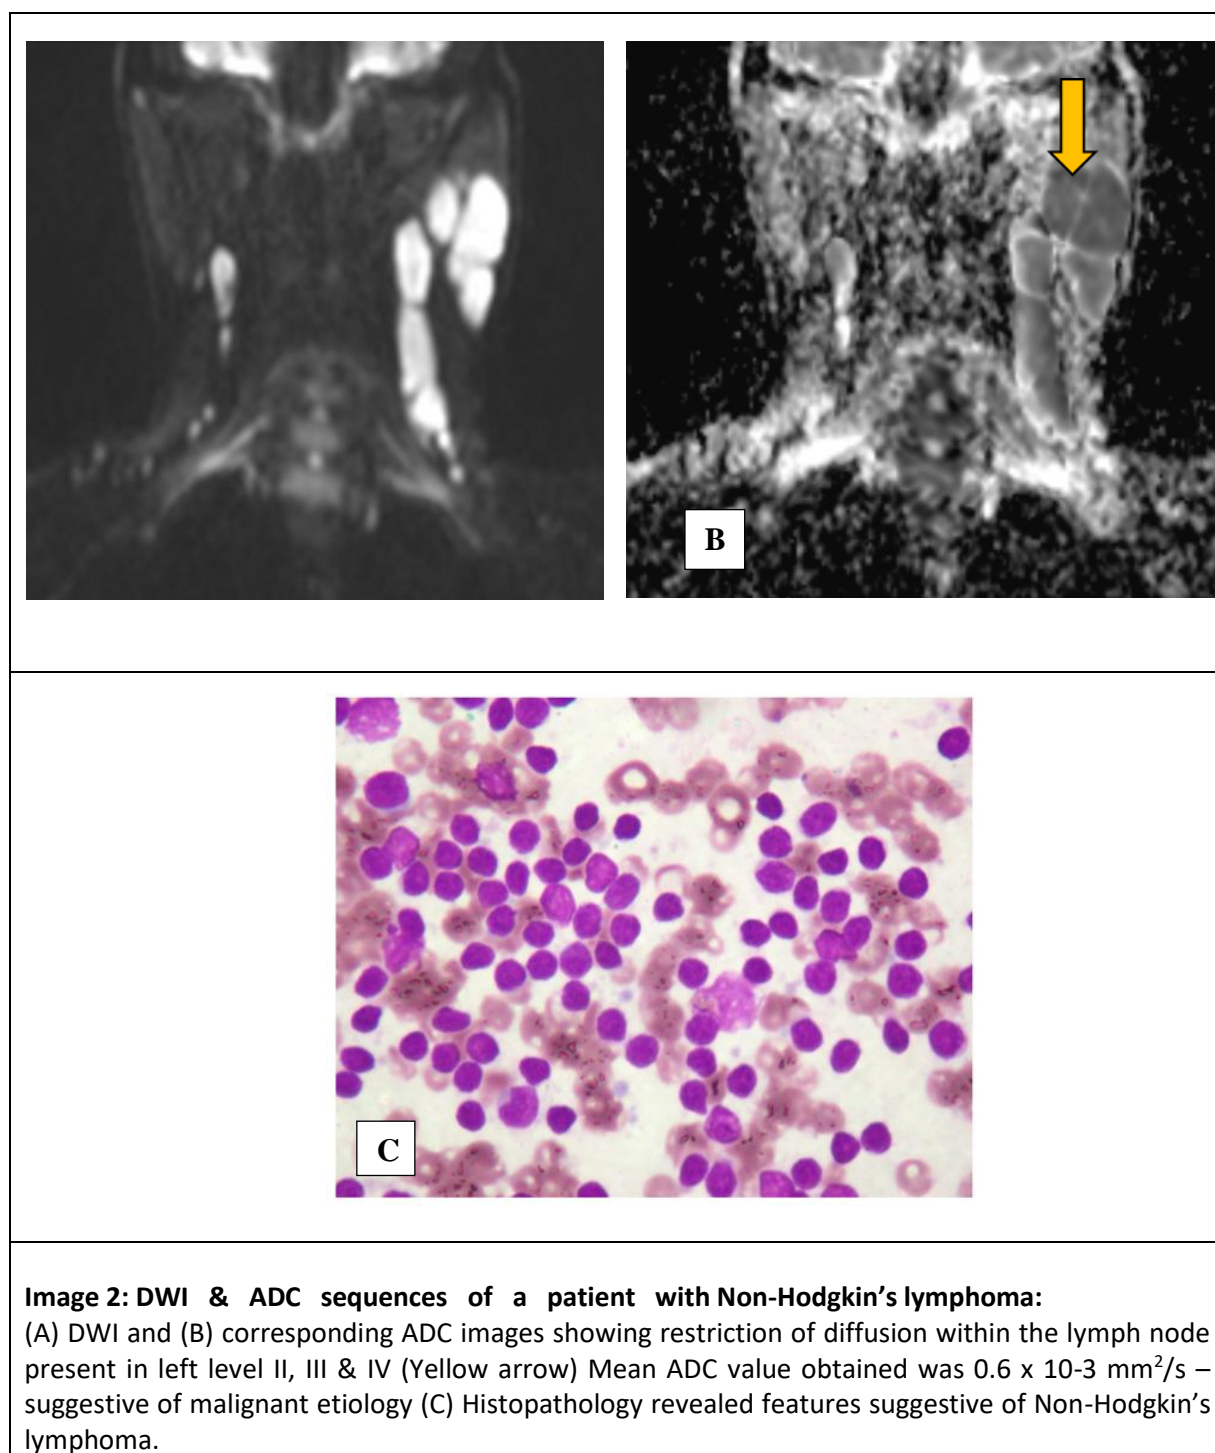 B
C
Image 2: DWI & ADC sequences of a patient with Non-Hodgkin’s lymphoma:
(A) DWI and (B) corresponding ADC images showing restriction of diffusion within the lymph node
present in left level II, III & IV (Yellow arrow) Mean ADC value obtained was 0.6 x 10-3 mm²/s –
suggestive of malignant etiology (C) Histopathology revealed features suggestive of Non-Hodgkin’s
lymphoma.